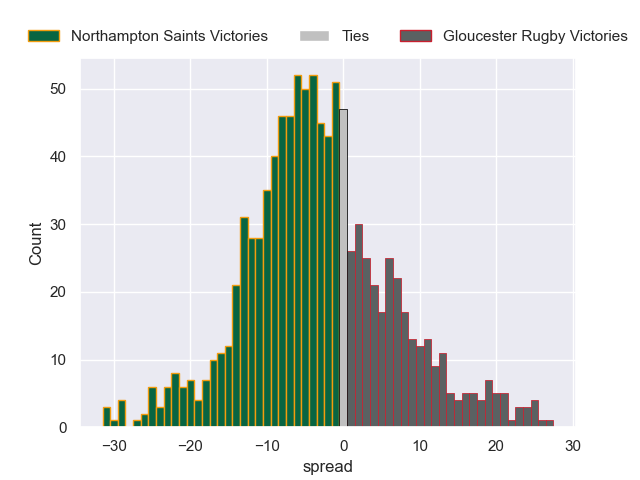 Northampton Saints Victories Ties Gloucester Rugby Victories
50
40
30
20
10
0
Count
−30 −20 −10 0 10 20 30
spread